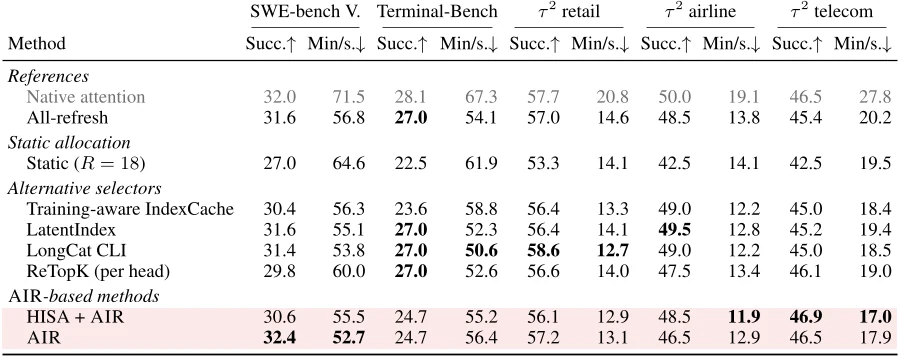 SWE-bench V. Terminal-Bench τ² retail τ² airline τ² telecom
Method Succ.↑ Min/s.↓ Succ.↑ Min/s.↓ Succ.↑ Min/s.↓ Succ.↑ Min/s.↓ Succ.↑ Min/s.↓
References
Native attention 32.0 71.5 28.1 67.3 57.7 20.8 50.0 19.1 46.5 27.8
All-refresh 31.6 56.8 27.0 54.1 57.0 14.6 48.5 13.8 45.4 20.2
Static allocation
Static (R = 18) 27.0 64.6 22.5 61.9 53.3 14.1 42.5 14.1 42.5 19.5
Alternative selectors
Training-aware IndexCache 30.4 56.3 23.6 58.8 56.4 13.3 49.0 12.2 45.0 18.4
LatentIndex 31.6 55.1 27.0 52.3 56.4 14.1 49.5 12.8 45.2 19.4
LongCat CLI 31.4 53.8 27.0 50.6 58.6 12.7 49.0 12.2 45.0 18.5
ReTopK (per head) 29.8 60.0 27.0 52.6 56.6 14.0 47.5 13.4 46.1 19.0
AIR-based methods
HISA + AIR 30.6 55.5 24.7 55.2 56.1 12.9 48.5 11.9 46.9 17.0
AIR 32.4 52.7 24.7 56.4 57.2 13.1 46.5 12.9 46.5 17.9